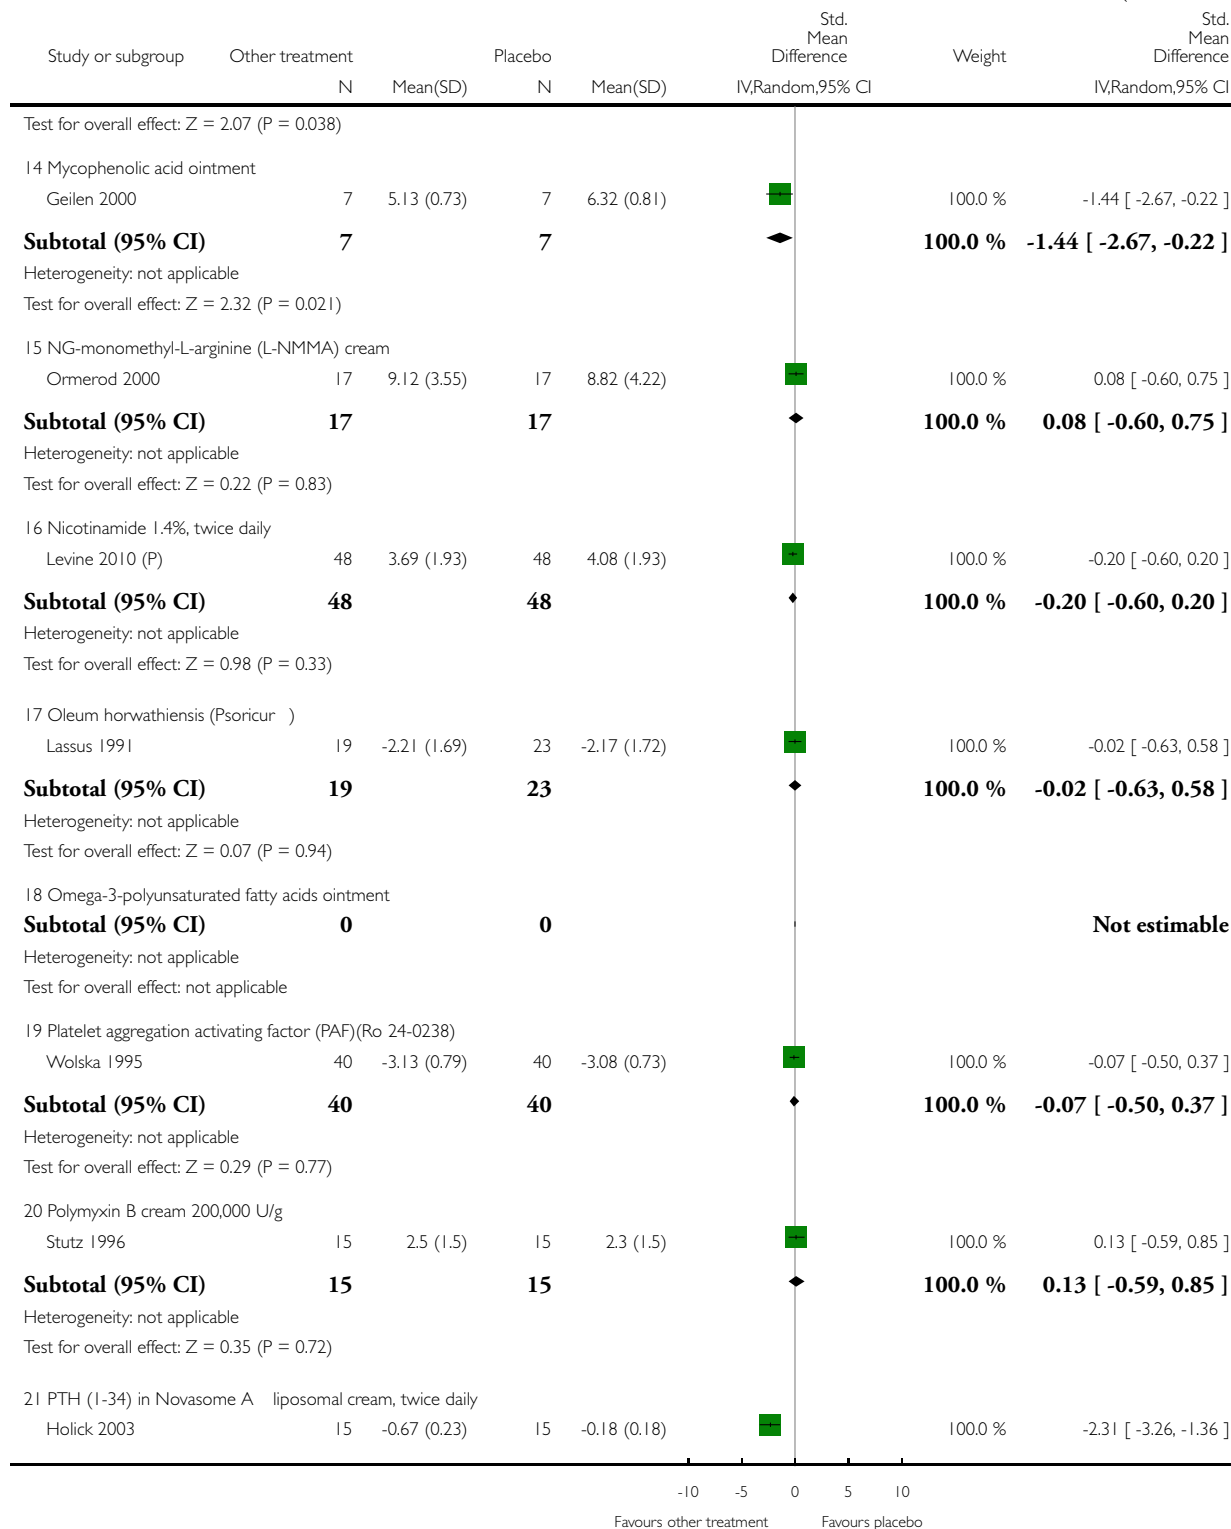 Std. Mean Difference Std. Mean Difference
Study or subgroup Other treatment Placebo Weight
N Mean(SD) N Mean(SD) IV,Random,95% CI IV,Random,95% CI
Test for overall effect: Z = 2.07 (P = 0.038)
14 Mycophenolic acid ointment
Geilen 2000 7 5.13 (0.73) 7 6.32 (0.81) 100.0 % -1.44 [ -2.67, -0.22 ]
Subtotal (95% CI) 7 7 100.0 % -1.44 [ -2.67, -0.22 ]
Heterogeneity: not applicable
Test for overall effect: Z = 2.32 (P = 0.021)
15 NG-monomethyl-L-arginine (L-NMMA) cream
Ormerod 2000 17 9.12 (3.55) 17 8.82 (4.22) 100.0 % 0.08 [ -0.60, 0.75 ]
Subtotal (95% CI) 17 17 100.0 % 0.08 [ -0.60, 0.75 ]
Heterogeneity: not applicable
Test for overall effect: Z = 0.22 (P = 0.83)
16 Nicotinamide 1.4%, twice daily
Levine 2010 (P) 48 3.69 (1.93) 48 4.08 (1.93) 100.0 % -0.20 [ -0.60, 0.20 ]
Subtotal (95% CI) 48 48 100.0 % -0.20 [ -0.60, 0.20 ]
Heterogeneity: not applicable
Test for overall effect: Z = 0.98 (P = 0.33)
17 Oleum horwathiensis (Psoricur )
Lassus 1991 19 -2.21 (1.69) 23 -2.17 (1.72) 100.0 % -0.02 [ -0.63, 0.58 ]
Subtotal (95% CI) 19 23 100.0 % -0.02 [ -0.63, 0.58 ]
Heterogeneity: not applicable
Test for overall effect: Z = 0.07 (P = 0.94)
18 Omega-3-polyunsaturated fatty acids ointment
Subtotal (95% CI) 0 0 Not estimable
Heterogeneity: not applicable
Test for overall effect: not applicable
19 Platelet aggregation activating factor (PAF)(Ro 24-0238)
Wolska 1995 40 -3.13 (0.79) 40 -3.08 (0.73) 100.0 % -0.07 [ -0.50, 0.37 ]
Subtotal (95% CI) 40 40 100.0 % -0.07 [ -0.50, 0.37 ]
Heterogeneity: not applicable
Test for overall effect: Z = 0.29 (P = 0.77)
20 Polymyxin B cream 200,000 U/g
Stutz 1996 15 2.5 (1.5) 15 2.3 (1.5) 100.0 % 0.13 [ -0.59, 0.85 ]
Subtotal (95% CI) 15 15 100.0 % 0.13 [ -0.59, 0.85 ]
Heterogeneity: not applicable
Test for overall effect: Z = 0.35 (P = 0.72)
21 PTH (1-34) in Novasome A liposomal cream, twice daily
Holick 2003 15 -0.67 (0.23) 15 -0.18 (0.18) 100.0 % -2.31 [ -3.26, -1.36 ]
-10 -5 0 5 10
Favours other treatment Favours placebo